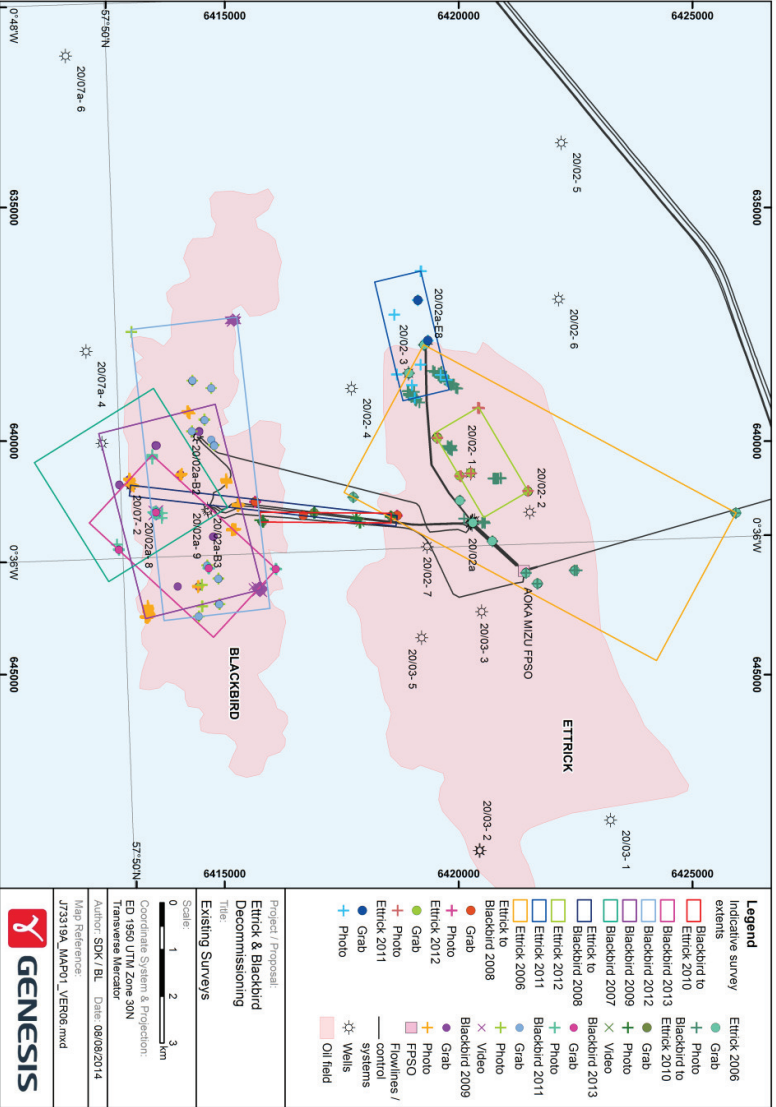 6425000
6420000
6415000
57°50'N
0°48'W
635000
640000
0°36'W
645000
635000
640000
0°36'W
645000
6425000
6420000
6415000
57°50'N
20/02- 5
20/02- 6
20/03- 1
20/02- 2
20/02- 1
20/02a
AOKA MIZU FPSO
ETTRICK
20/02a-E8
20/02- 3
20/02- 4
20/02- 7
20/03- 3
20/03- 5
20/03- 2
20/02a-B3
20/02a-B2
20/02a- 9
20/02a- 8
20/07- 2
BLACKBIRD
20/07a- 4
20/07a- 6
Legend
Indicative survey
extents
Blackbird to
Ettrick 2010
Blackbird 2013
Blackbird 2012
Blackbird 2009
Blackbird 2007
Ettrick to
Blackbird 2008
Ettrick 2012
Ettrick 2011
Ettrick 2006
Ettrick to
Blackbird 2008
Grab
Photo
Ettrick 2012
Grab
Photo
Ettrick 2011
Grab
Photo
Ettrick 2006
Grab
Photo
Blackbird to
Ettrick 2010
Grab
Photo
Video
Blackbird 2013
Grab
Photo
Blackbird 2011
Grab
Photo
Video
Blackbird 2009
Grab
Photo
FPSO
Flowlines /
control
systems
Wells
Oil field
Project / Proposal:
Ettrick & Blackbird
Decommissioning
Title:
Existing Surveys
Scale:
0 1 2 3
km
Coordinate System & Projection:
ED 1950 UTM Zone 30N
Transverse Mercator
Author: SDK / BL Date: 08/08/2014
Map Reference:
J73319A_MAP01_VER06.mxd
GENESIS